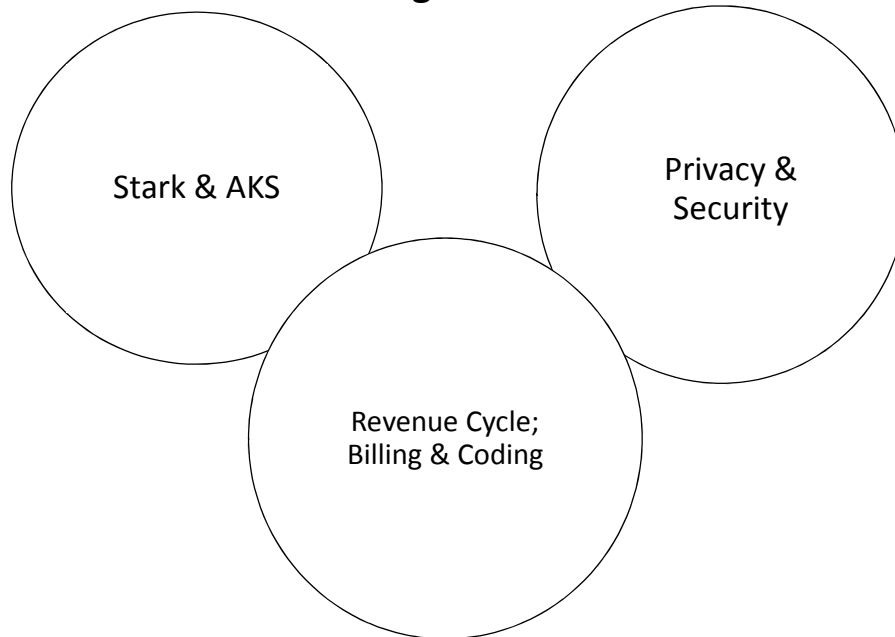 Stark & AKS
Privacy &
Security
Revenue Cycle;
Billing & Coding